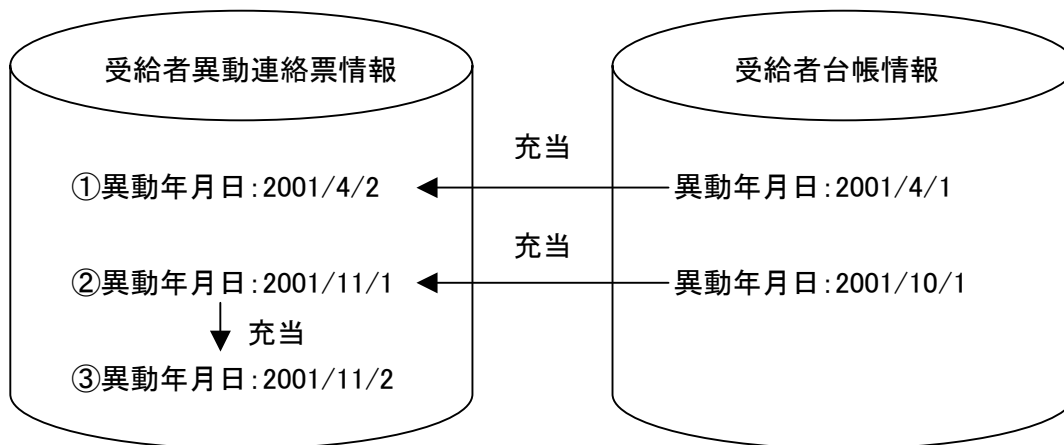 受給者異動連絡票情報
受給者台帳情報
充当
①異動年月日:2001/4/2
異動年月日:2001/4/1
充当
②異動年月日:2001/11/1
異動年月日:2001/10/1
充当
③異動年月日:2001/11/2